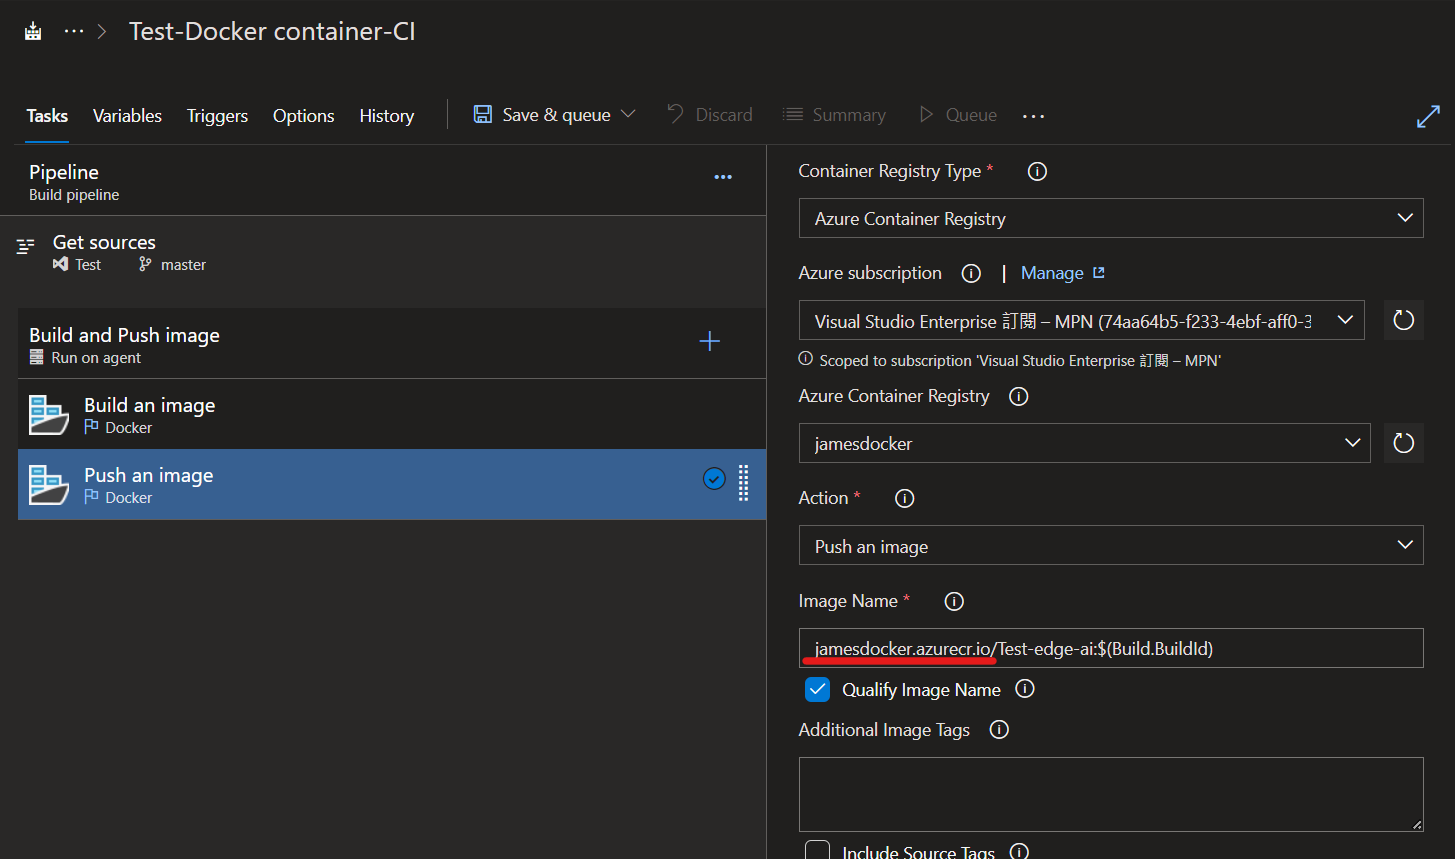 Test-Docker container-CI
Tasks Variables Triggers Options History Save & queue Discard Summary Queue
Pipeline
Build pipeline
Get sources
Test master
Build and Push image
Run on agent
Build an image
Docker
Push an image
Docker
Container Registry Type *
Azure Container Registry
Azure subscription | Manage
Visual Studio Enterprise 訂閱 – MPN (74aa64b5-f233-4ebf-aff0-3
Scoped to subscription 'Visual Studio Enterprise 訂閱 – MPN'
Azure Container Registry
jamesdocker
Action *
Push an image
Image Name *
jamesdocker.azurecr.io/Test-edge-ai:$(Build.BuildId)
Qualify Image Name
Additional Image Tags
Include Source Tags